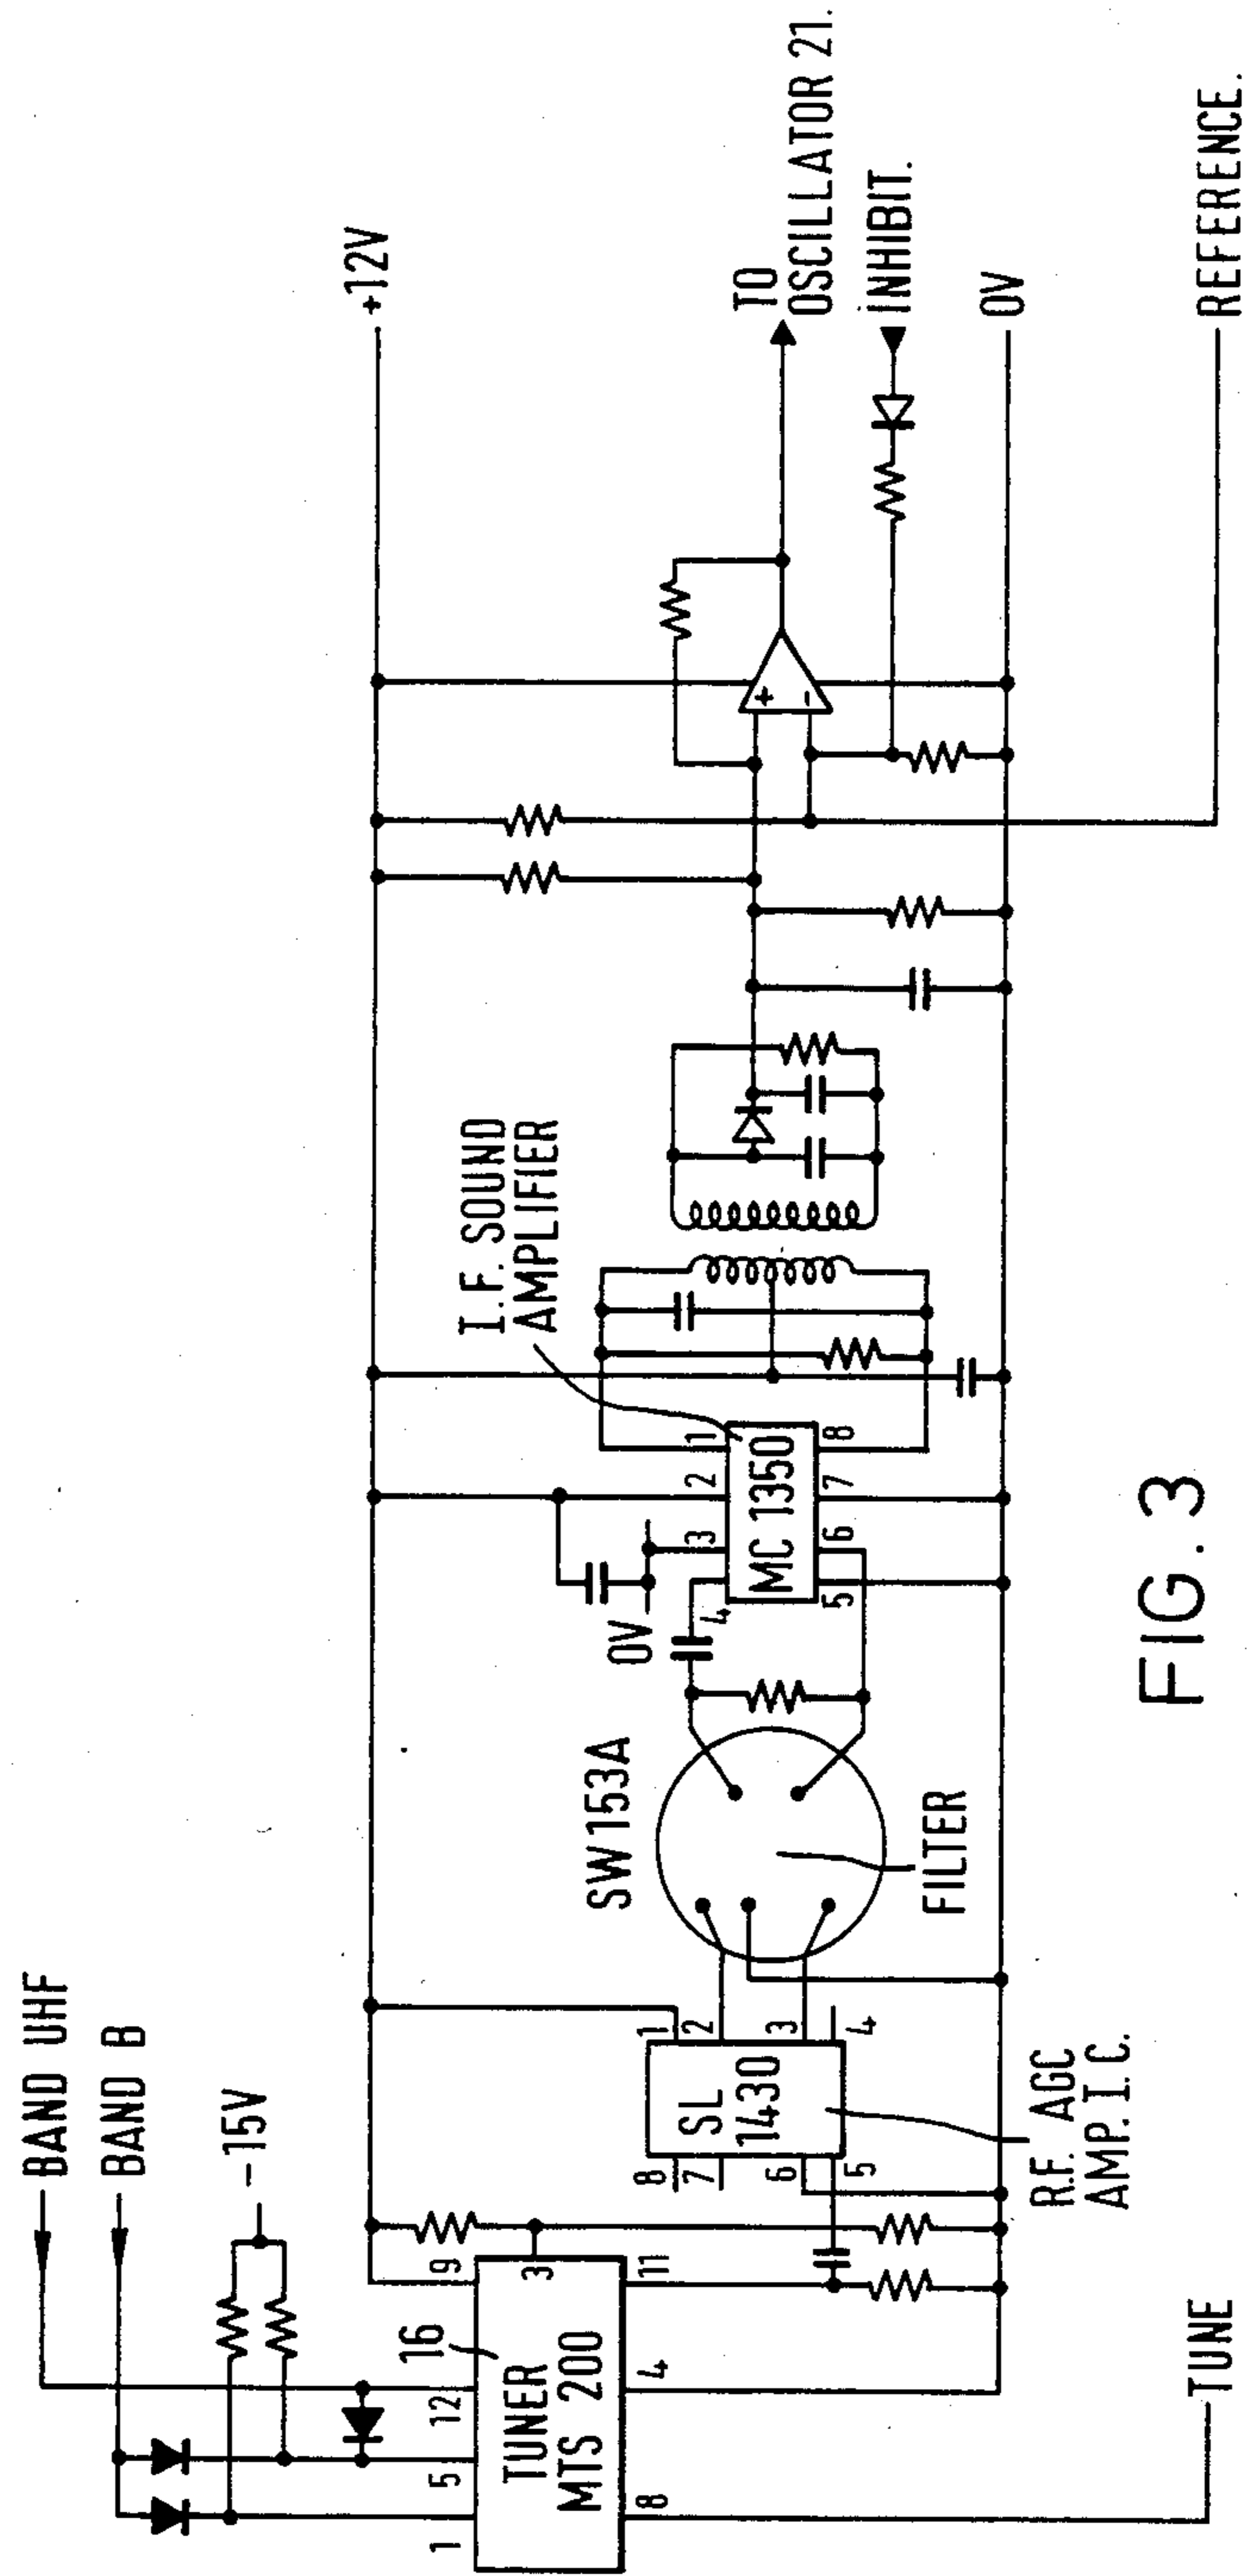 BAND UHF
BAND B
-15V
+12V
1
5
12
9
16
TUNER
MTS 200
3
8
4
11
TUNE
8
7
6
5
SL
1430
1
2
3
4
R.F. AGC
AMP. I.C.
SW153A
FILTER
0V
4
3
2
1
MC 1350
5
6
7
8
I.F. SOUND
AMPLIFIER
+
-
TO
OSCILLATOR 21.
INHIBIT.
0V
REFERENCE.
FIG. 3